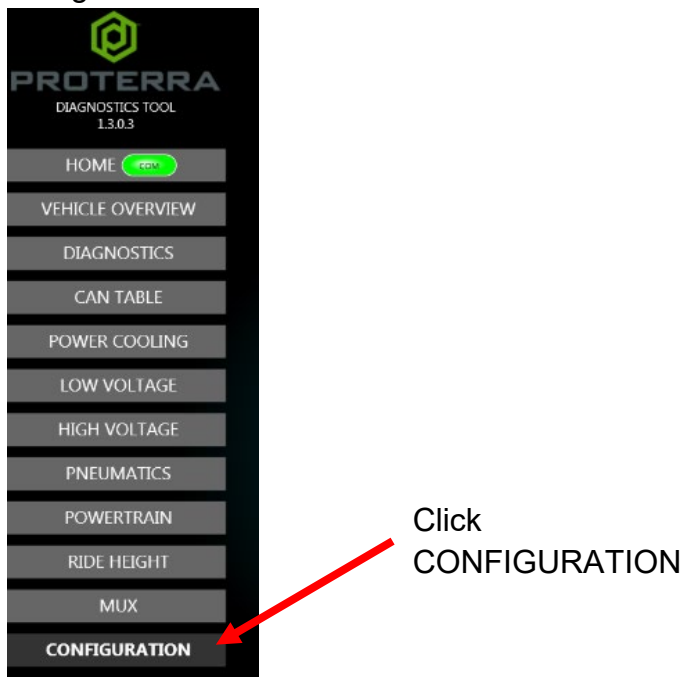 PROTERRA
DIAGNOSTICS TOOL
1.3.0.3
HOME COM
VEHICLE OVERVIEW
DIAGNOSTICS
CAN TABLE
POWER COOLING
LOW VOLTAGE
HIGH VOLTAGE
PNEUMATICS
POWERTRAIN
RIDE HEIGHT
MUX
CONFIGURATION
Click
CONFIGURATION